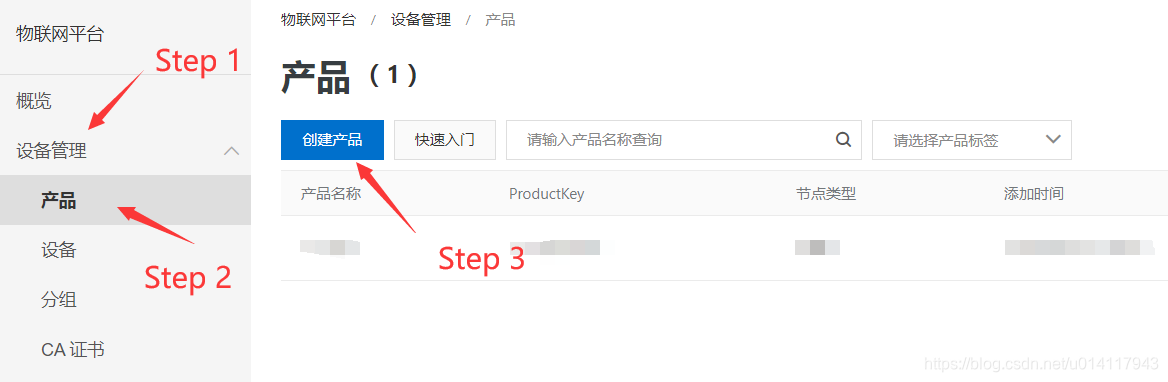 物联网平台
概览
设备管理
产品
设备
分组
CA 证书
Step 1
Step 2
物联网平台 / 设备管理 / 产品
产品 （ 1 ）
创建产品 快速入门 请输入产品名称查询 请选择产品标签
产品名称 ProductKey 节点类型 添加时间
Step 3
https://blog.csdn.net/u014117943